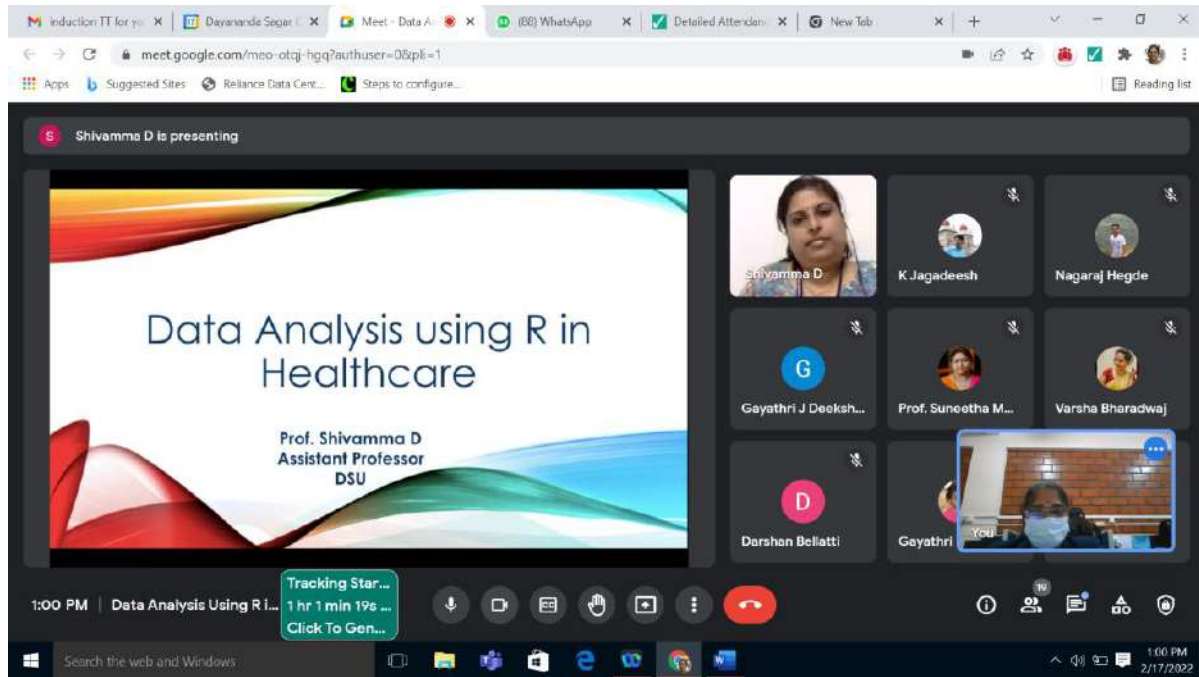 induction TT for yo
Dayananda Sagar
Meet - Data A
(88) WhatsApp
Detailed Attendan
New Tab
meet.google.com/meo-otqj-hgq?authuser=0&pli=1
Apps
Suggested Sites
Reliance Data Cent...
Steps to configure...
Reading list
S
Shivamma D is presenting
Data Analysis using R in
Healthcare
Prof. Shivamma D
Assistant Professor
DSU
Shivamma D
K Jagadeesh
Nagaraj Hegde
G
Gayathri J Deeksh...
Prof. Suneetha M...
Varsha Bharadwaj
D
Darshan Bellatti
Gayathri
You
1:00 PM | Data Analysis Using R i...
Tracking Star...
1 hr 1 min 19s ...
Click To Gen...
19
Search the web and Windows
1:00 PM
2/17/2022